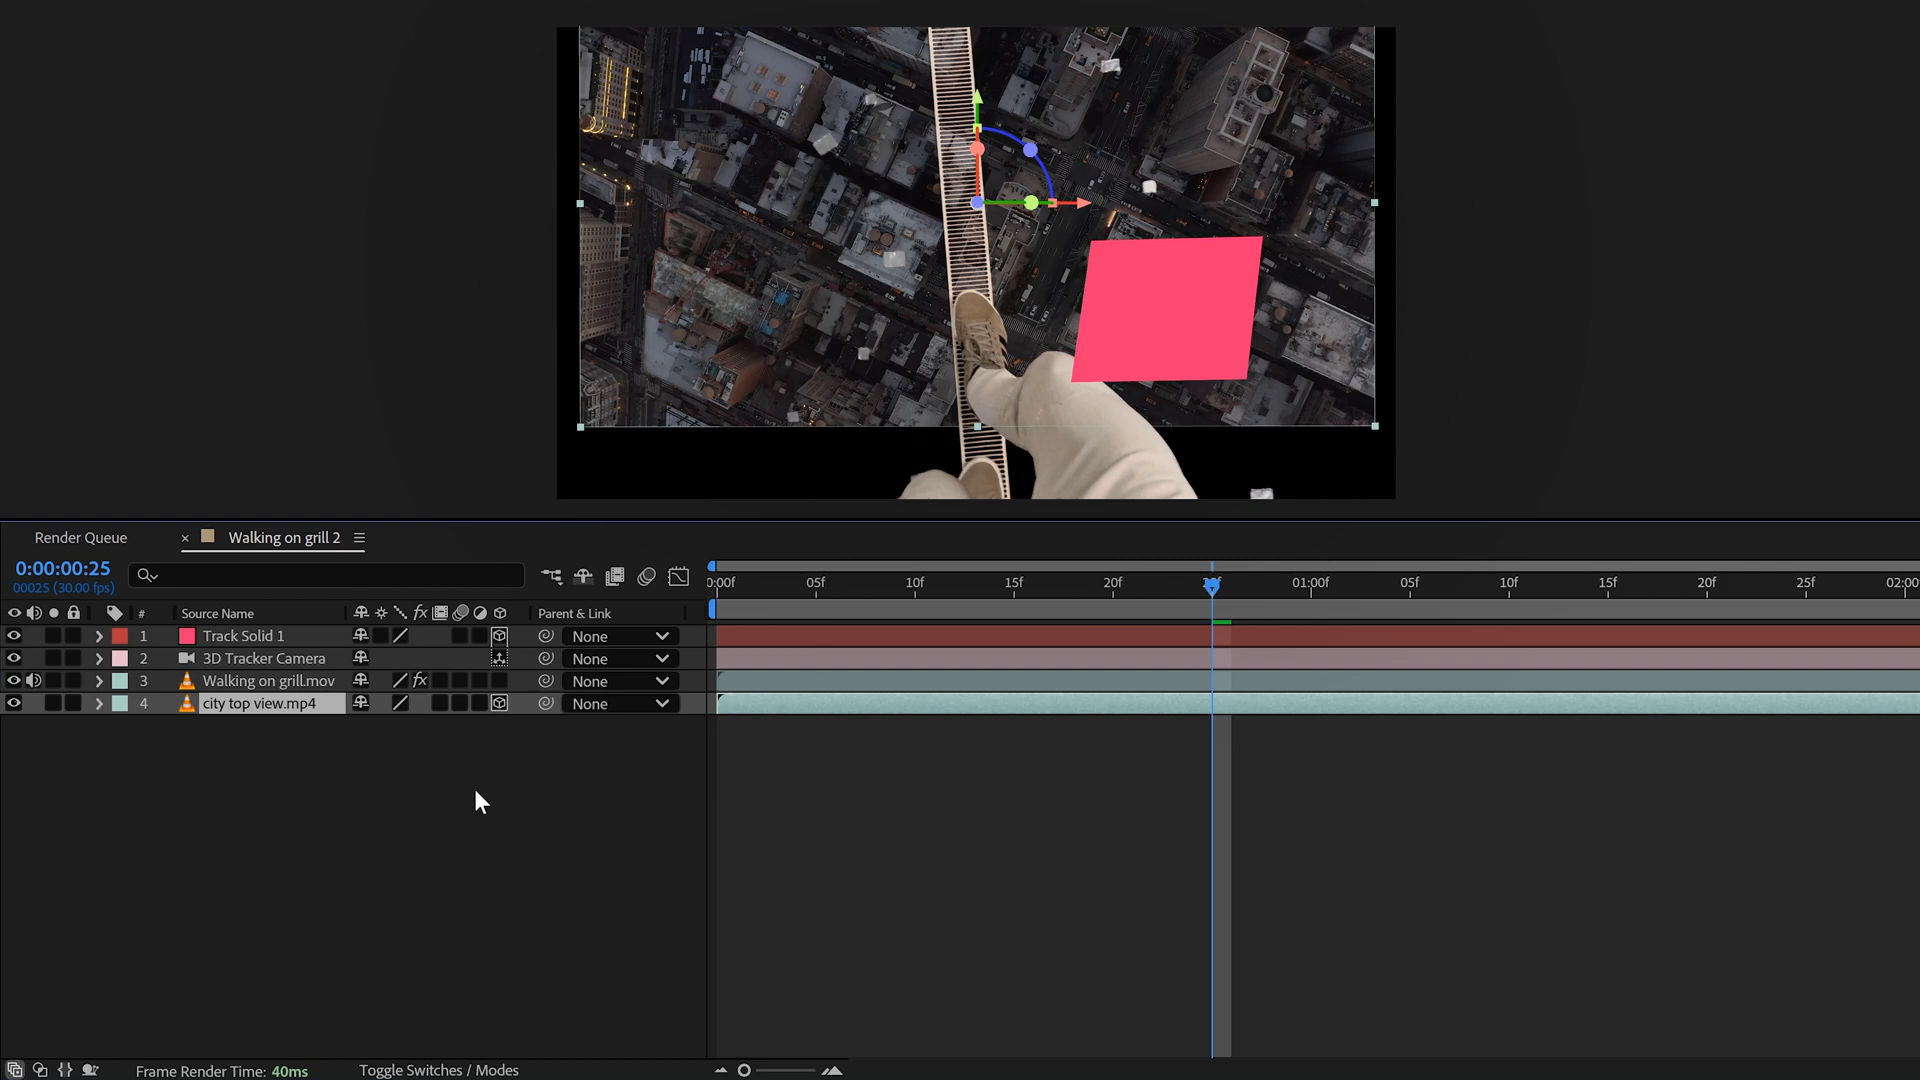 Render Queue × Walking on grill 2
0:00:00:25
00025 (30.00 fps)
0:00f 05f 10f 15f 20f 01:00f 05f 10f 15f 20f 25f 02:00
# Source Name fx Parent & Link
1 Track Solid 1 None
2 3D Tracker Camera None
3 Walking on grill.mov fx None
4 city top view.mp4 None
Frame Render Time: 40ms Toggle Switches / Modes